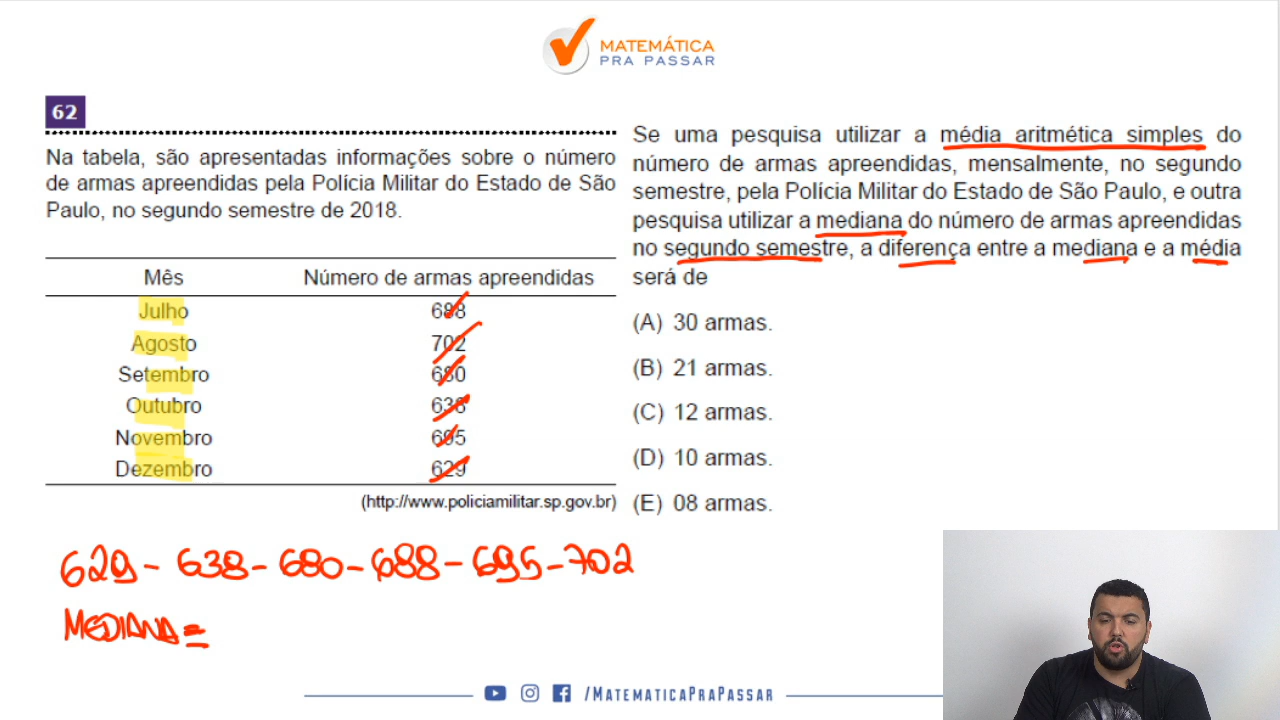 MATEMÁTICA
PRA PASSAR
62
Na tabela, são apresentadas informações sobre o número
de armas apreendidas pela Polícia Militar do Estado de São
Paulo, no segundo semestre de 2018.
Mês Número de armas apreendidas
Julho 688
Agosto 702
Setembro 680
Outubro 638
Novembro 695
Dezembro 629
(http://www.policiamilitar.sp.gov.br)
Se uma pesquisa utilizar a média aritmética simples do
número de armas apreendidas, mensalmente, no segundo
semestre, pela Polícia Militar do Estado de São Paulo, e outra
pesquisa utilizar a mediana do número de armas apreendidas
no segundo semestre, a diferença entre a mediana e a média
será de
(A) 30 armas.
(B) 21 armas.
(C) 12 armas.
(D) 10 armas.
(E) 08 armas.
629 - 638 - 680 - 688 - 695 - 702
MEDIANA =
/MATEMATICAPRAPASSAR